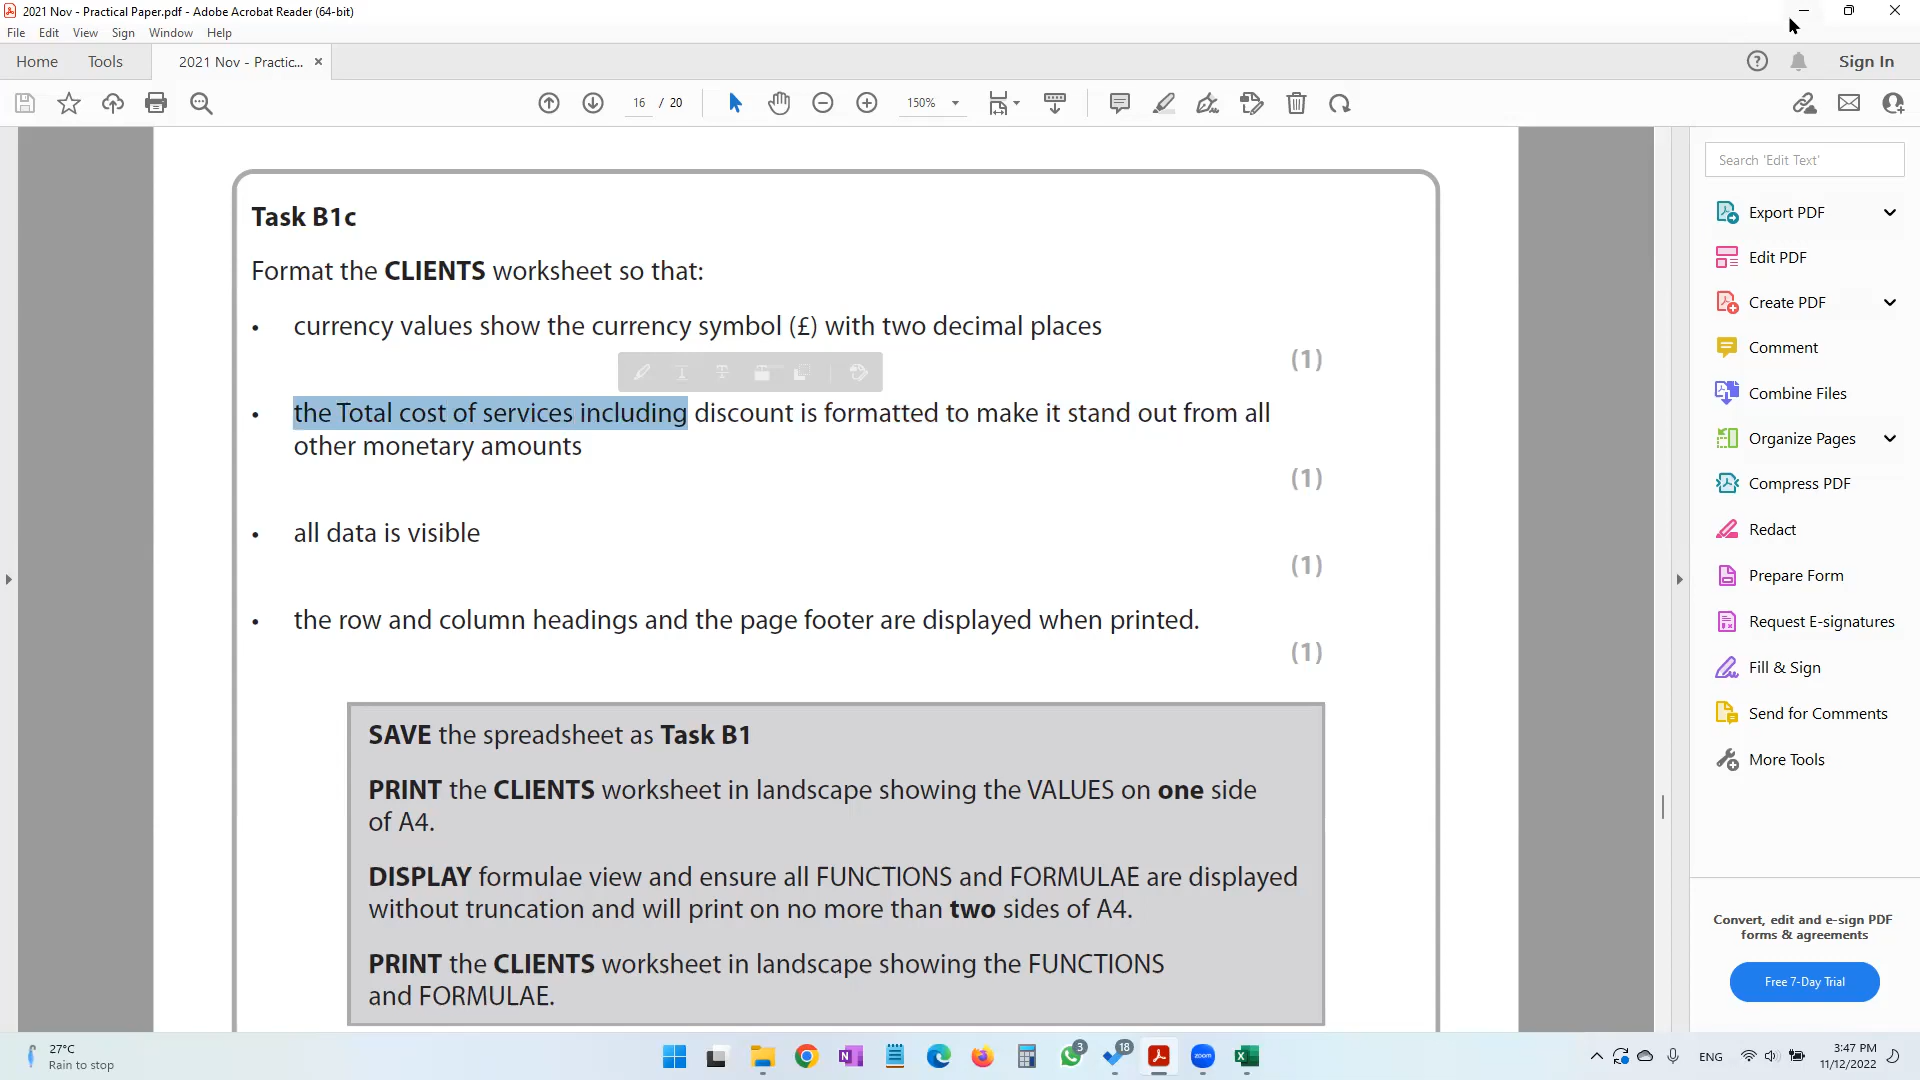 2021 Nov - Practical Paper.pdf - Adobe Acrobat Reader (64-bit)
File Edit View Sign Window Help
Home Tools 2021 Nov - Practic... × Sign In
16 / 20 150%
Task B1c
Format the CLIENTS worksheet so that:
• currency values show the currency symbol (£) with two decimal places
(1)
• the Total cost of services including discount is formatted to make it stand out from all
other monetary amounts
(1)
• all data is visible
(1)
• the row and column headings and the page footer are displayed when printed.
(1)
SAVE the spreadsheet as Task B1
PRINT the CLIENTS worksheet in landscape showing the VALUES on one side
of A4.
DISPLAY formulae view and ensure all FUNCTIONS and FORMULAE are displayed
without truncation and will print on no more than two sides of A4.
PRINT the CLIENTS worksheet in landscape showing the FUNCTIONS
and FORMULAE.
Search 'Edit Text'
Export PDF
Edit PDF
Create PDF
Comment
Combine Files
Organize Pages
Compress PDF
Redact
Prepare Form
Request E-signatures
Fill & Sign
Send for Comments
More Tools
Convert, edit and e-sign PDF
forms & agreements
Free 7-Day Trial
27°C
Rain to stop
3
18
zoom
ENG
3:47 PM
11/12/2022